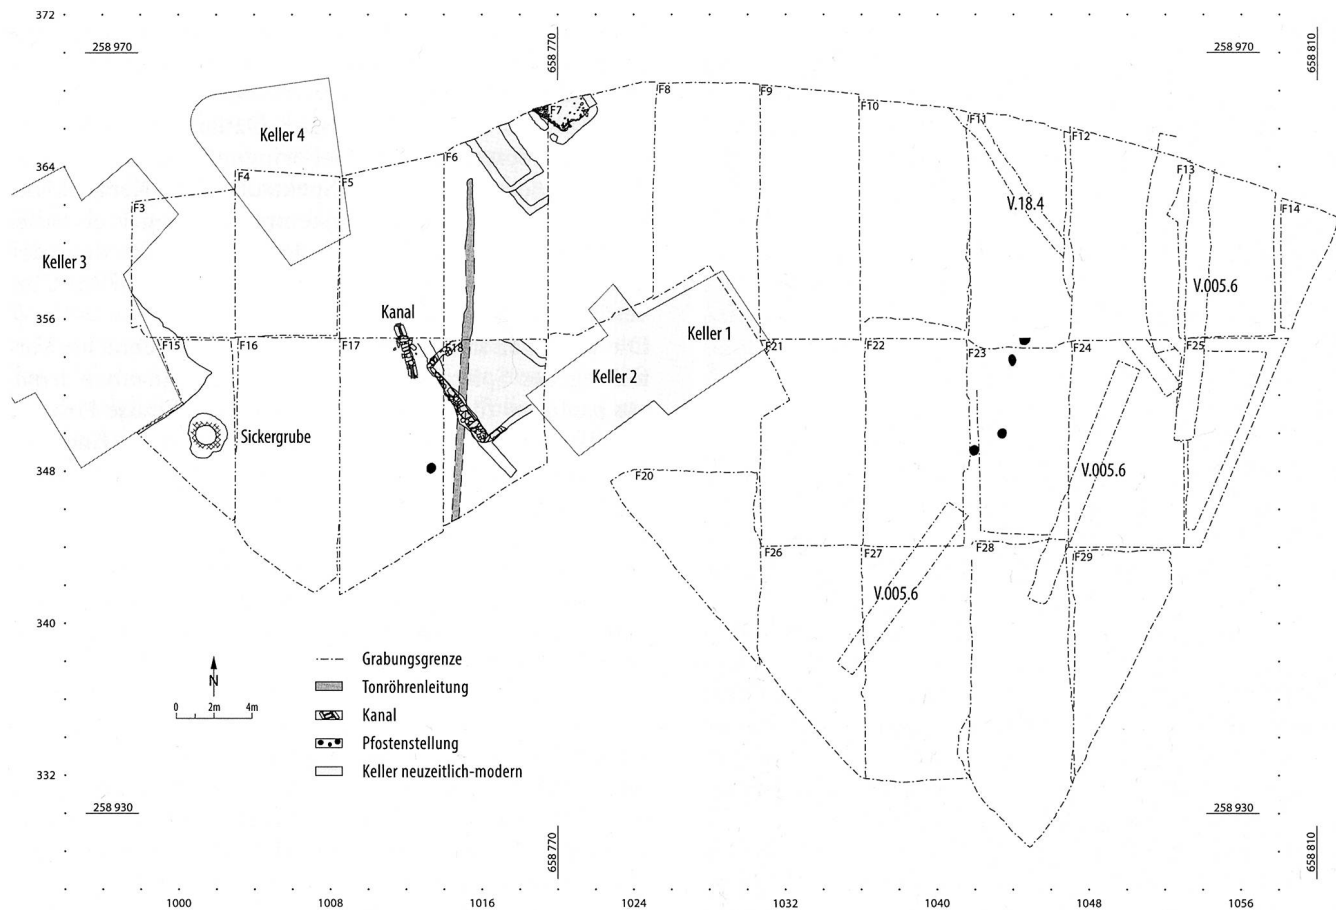 372
258 970
658 770
258 970
658 810
F7
F8
F9
F10
F11
F12
Keller 4
F6
364
F4
F5
F13
F3
V.18.4
F14
Keller 3
V.005.6
Kanal
356
Keller 1
F15
F16
F17
F18
F21
F22
F23
F24
F25
Keller 2
Sickergrube
348
F20
V.005.6
F26
F27
F28
F29
V.005.6
340
Grabungsgrenze
N
Tonröhrenleitung
0 2m 4m
Kanal
Pfostenstellung
332
Keller neuzeitlich-modern
258 930
258 930
658 770
658 810
1000
1008
1016
1024
1032
1040
1048
1056